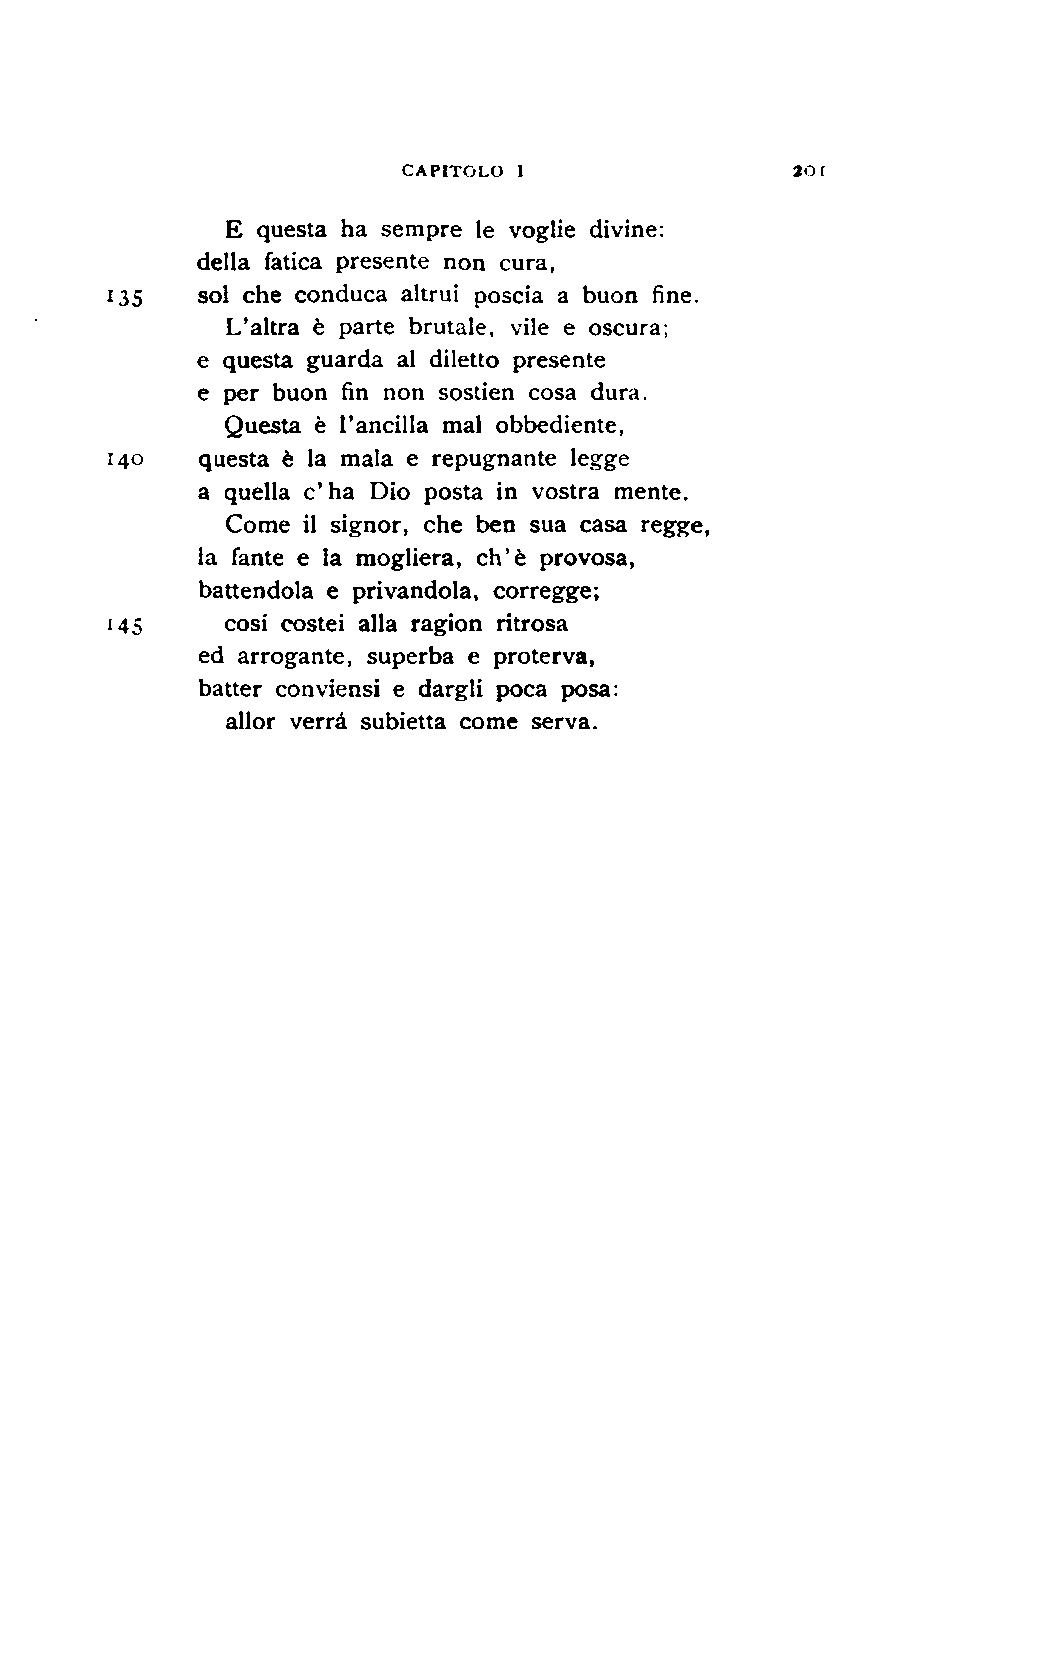 CAPITOLO I 201
E questa ha sempre le voglie divine:
della fatica presente non cura,
135 sol che conduca altrui poscia a buon fine.
L'altra è parte brutale, vile e oscura;
e questa guarda al diletto presente
e per buon fin non sostien cosa dura.
Questa è l'ancilla mal obbediente,
140 questa è la mala e repugnante legge
a quella c'ha Dio posta in vostra mente.
Come il signor, che ben sua casa regge,
la fante e la mogliera, ch'è provosa,
battendola e privandola, corregge;
145 cosí costei alla ragion ritrosa
ed arrogante, superba e proterva,
batter conviensi e dargli poca posa:
allor verrá subietta come serva.